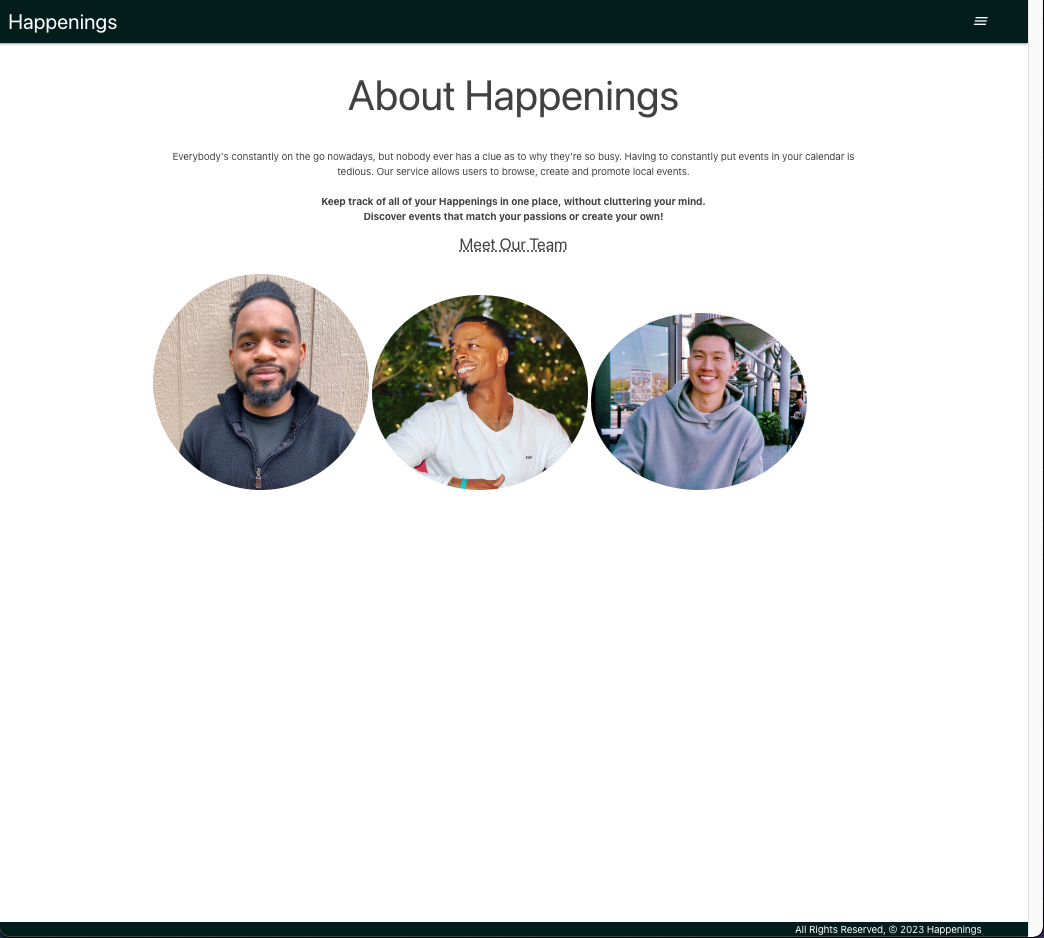 Happenings
About Happenings
Everybody's constantly on the go nowadays, but nobody ever has a clue as to why they're so busy. Having to constantly put events in your calendar is
tedious. Our service allows users to browse, create and promote local events.
Keep track of all of your Happenings in one place, without cluttering your mind.
Discover events that match your passions or create your own!
Meet Our Team
All Rights Reserved, © 2023 Happenings